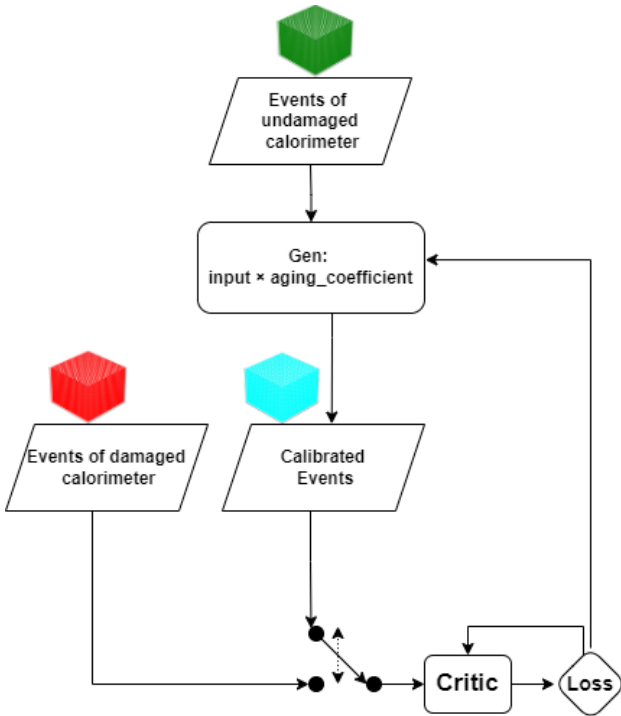 Events of
undamaged
calorimeter
Gen:
input × aging_coefficient
Events of damaged
calorimeter
Calibrated
Events
Critic
Loss